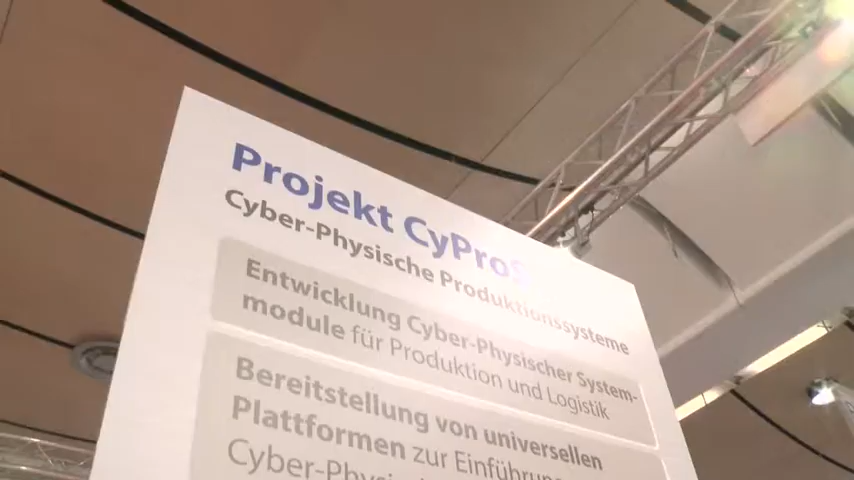 Projekt CyProS
Cyber-Physische Produktionssysteme
Entwicklung Cyber-Physischer System-
module für Produktion und Logistik
Bereitstellung von universellen
Plattformen zur Einführung